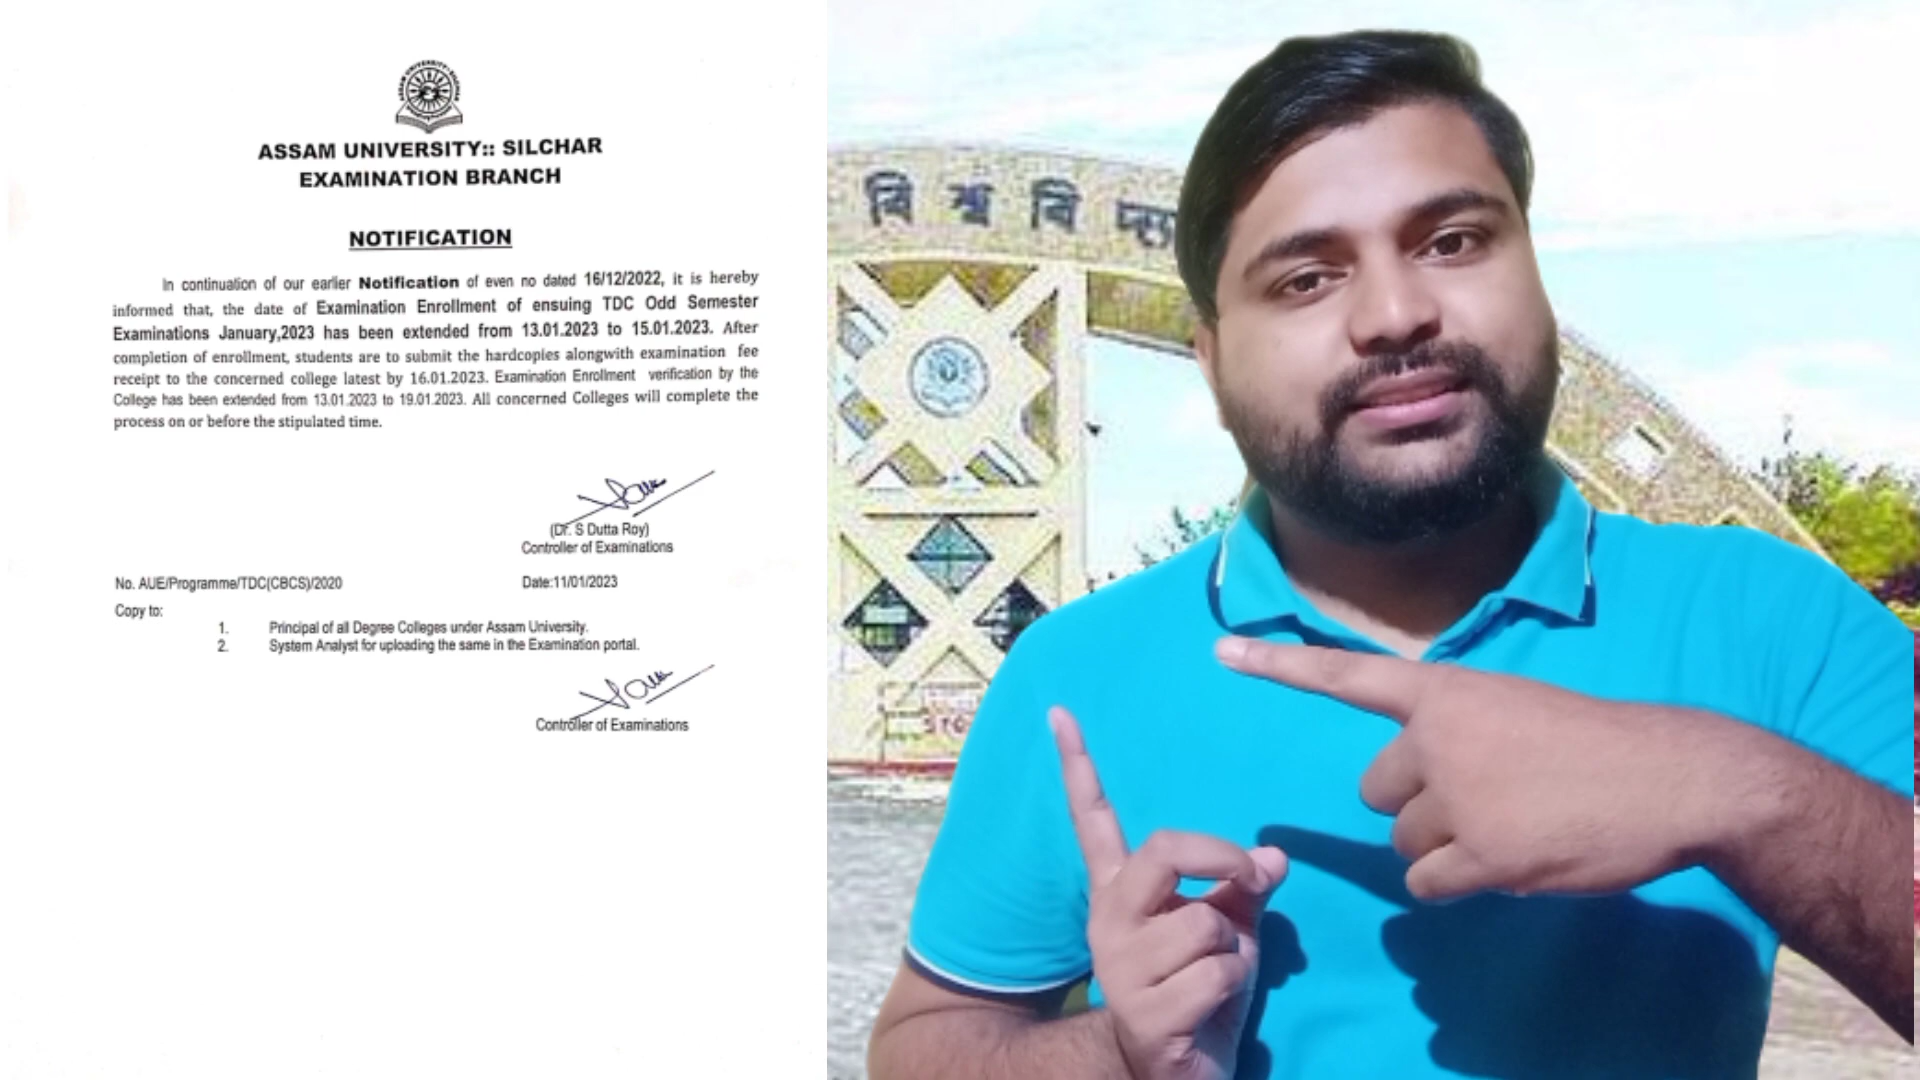 ASSAM UNIVERSITY:: SILCHAR
EXAMINATION BRANCH
NOTIFICATION
In continuation of our earlier Notification of even no dated 16/12/2022, it is hereby
informed that, the date of Examination Enrollment of ensuing TDC Odd Semester
Examinations January,2023 has been extended from 13.01.2023 to 15.01.2023. After
completion of enrollment, students are to submit the hardcopies alongwith examination fee
receipt to the concerned college latest by 16.01.2023. Examination Enrollment verification by the
College has been extended from 13.01.2023 to 19.01.2023. All concerned Colleges will complete the
process on or before the stipulated time.
(Dr. S Dutta Roy)
Controller of Examinations
No. AUE/Programme/TDC(CBCS)/2020 Date:11/01/2023
Copy to:
1. Principal of all Degree Colleges under Assam University.
2. System Analyst for uploading the same in the Examination portal.
Controller of Examinations
বিশ্ববিদ্যা